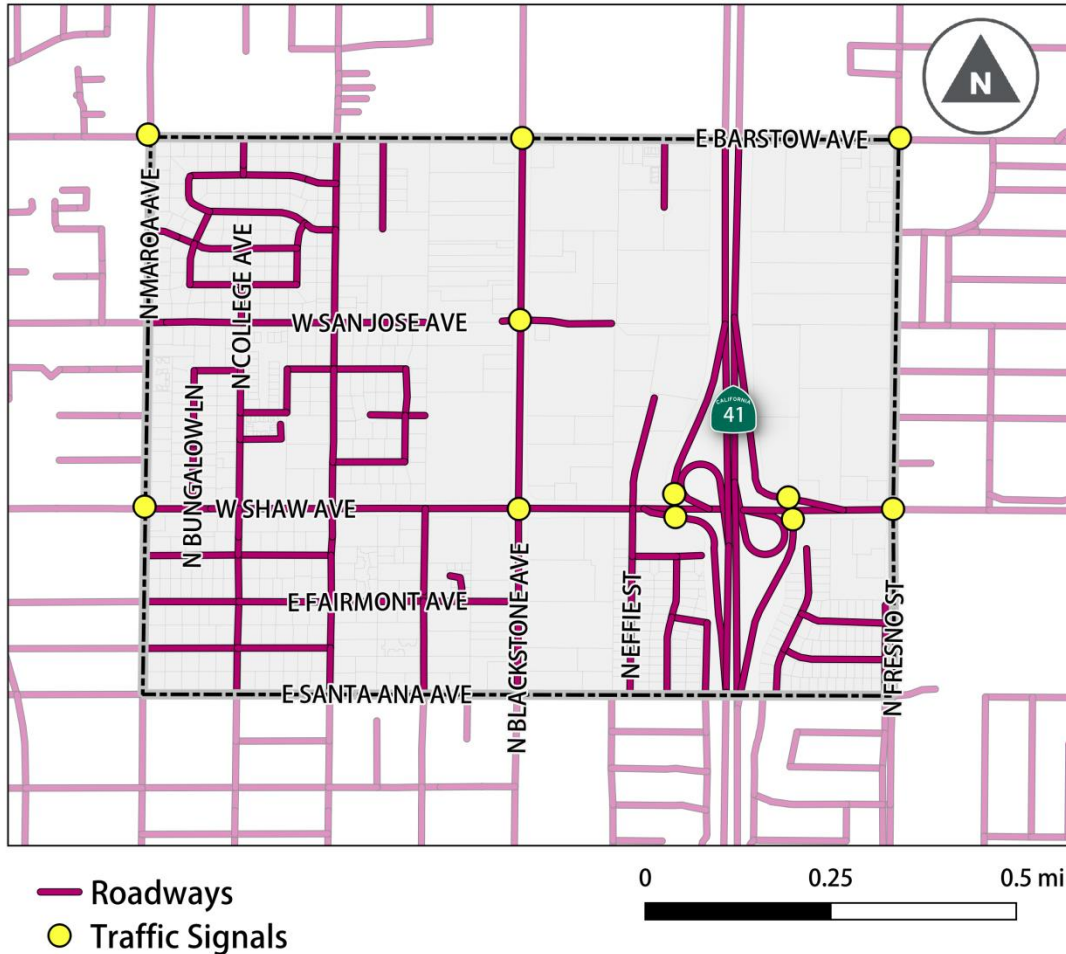 N
E BARSTOW AVE
N MAROA AVE
N COLLEGE AVE
W SAN JOSE AVE
N BUNGALOW LN
CALIFORNIA
41
W SHAW AVE
E FAIRMONT AVE
N BLACKSTONE AVE
N EFFIE ST
N FRESNO ST
E SANTA ANA AVE
Roadways
Traffic Signals
0 0.25 0.5 mi